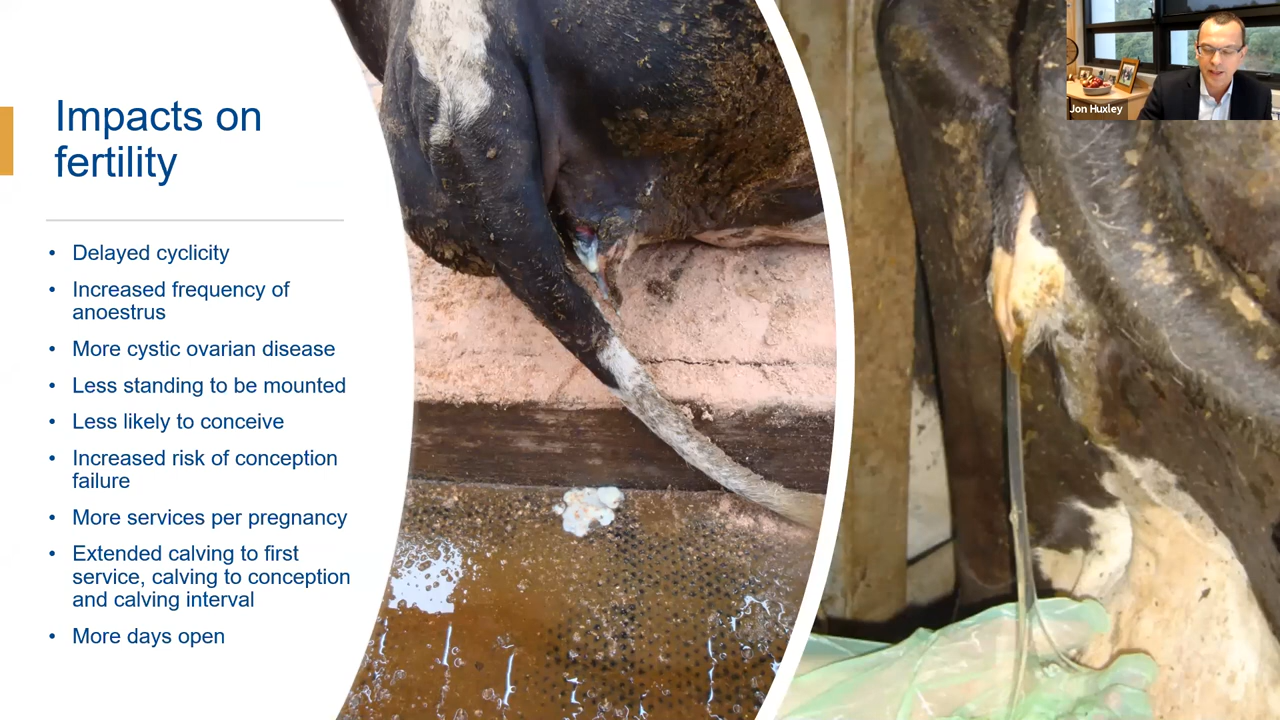 Impacts on
fertility
• Delayed cyclicity
• Increased frequency of
anoestrus
• More cystic ovarian disease
• Less standing to be mounted
• Less likely to conceive
• Increased risk of conception
failure
• More services per pregnancy
• Extended calving to first
service, calving to conception
and calving interval
• More days open
Jon Huxley